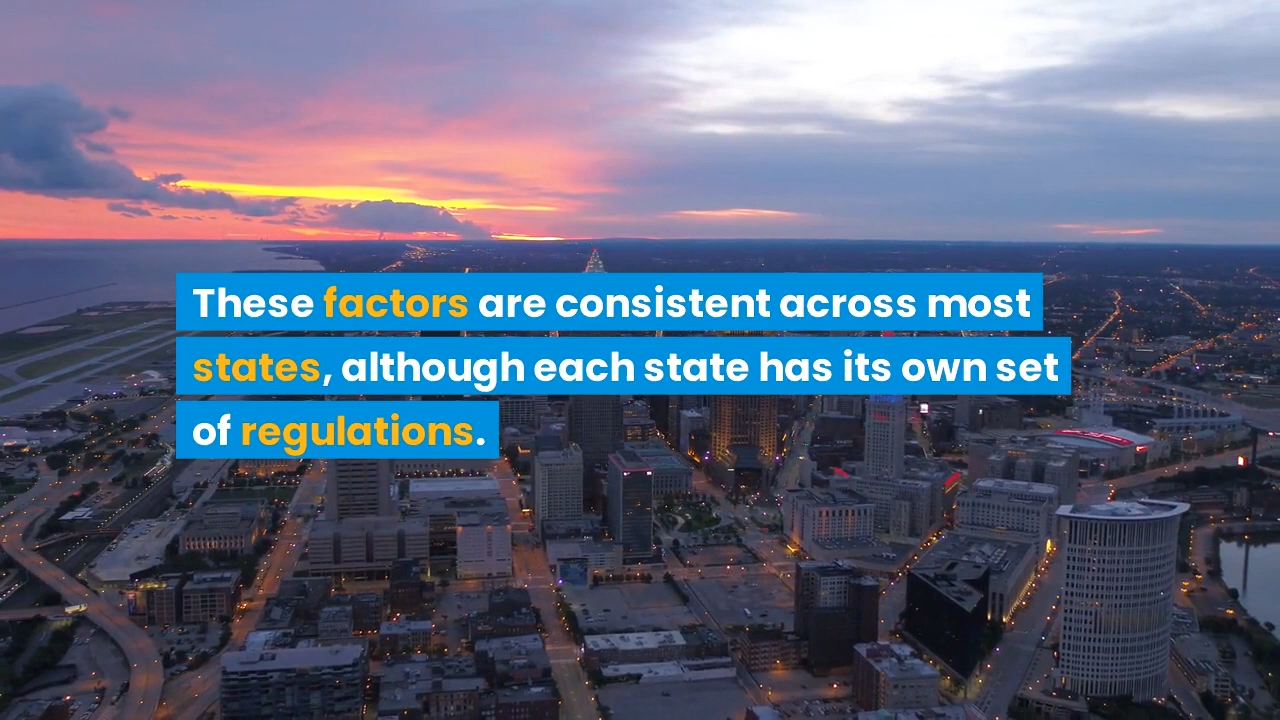 These factors are consistent across most
states, although each state has its own set
of regulations.